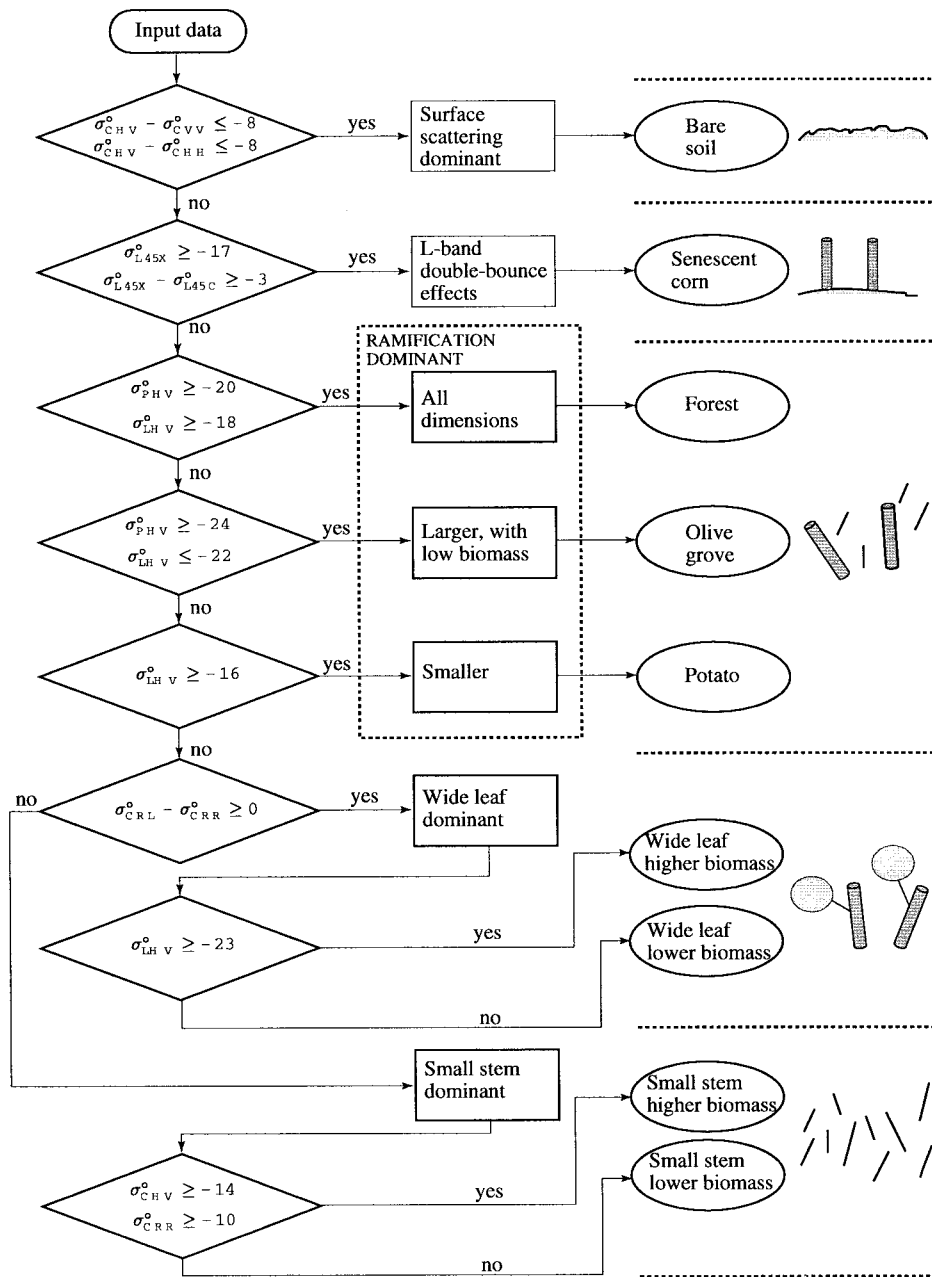 Input data
σ°CHV − σ°CVV ≤ −8
σ°CHV − σ°CHH ≤ −8
yes
Surface
scattering
dominant
Bare
soil
no
σ°L45X ≥ −17
σ°L45X − σ°L45C ≥ −3
yes
L-band
double-bounce
effects
Senescent
corn
no
RAMIFICATION
DOMINANT
σ°PHV ≥ −20
σ°LHV ≥ −18
yes
All
dimensions
Forest
no
σ°PHV ≥ −24
σ°LHV ≤ −22
yes
Larger, with
low biomass
Olive
grove
no
σ°LHV ≥ −16
yes
Smaller
Potato
no
no
σ°CRL − σ°CRR ≥ 0
yes
Wide leaf
dominant
Wide leaf
higher biomass
σ°LHV ≥ −23
yes
Wide leaf
lower biomass
no
Small stem
dominant
Small stem
higher biomass
σ°CHV ≥ −14
σ°CRR ≥ −10
yes
Small stem
lower biomass
no